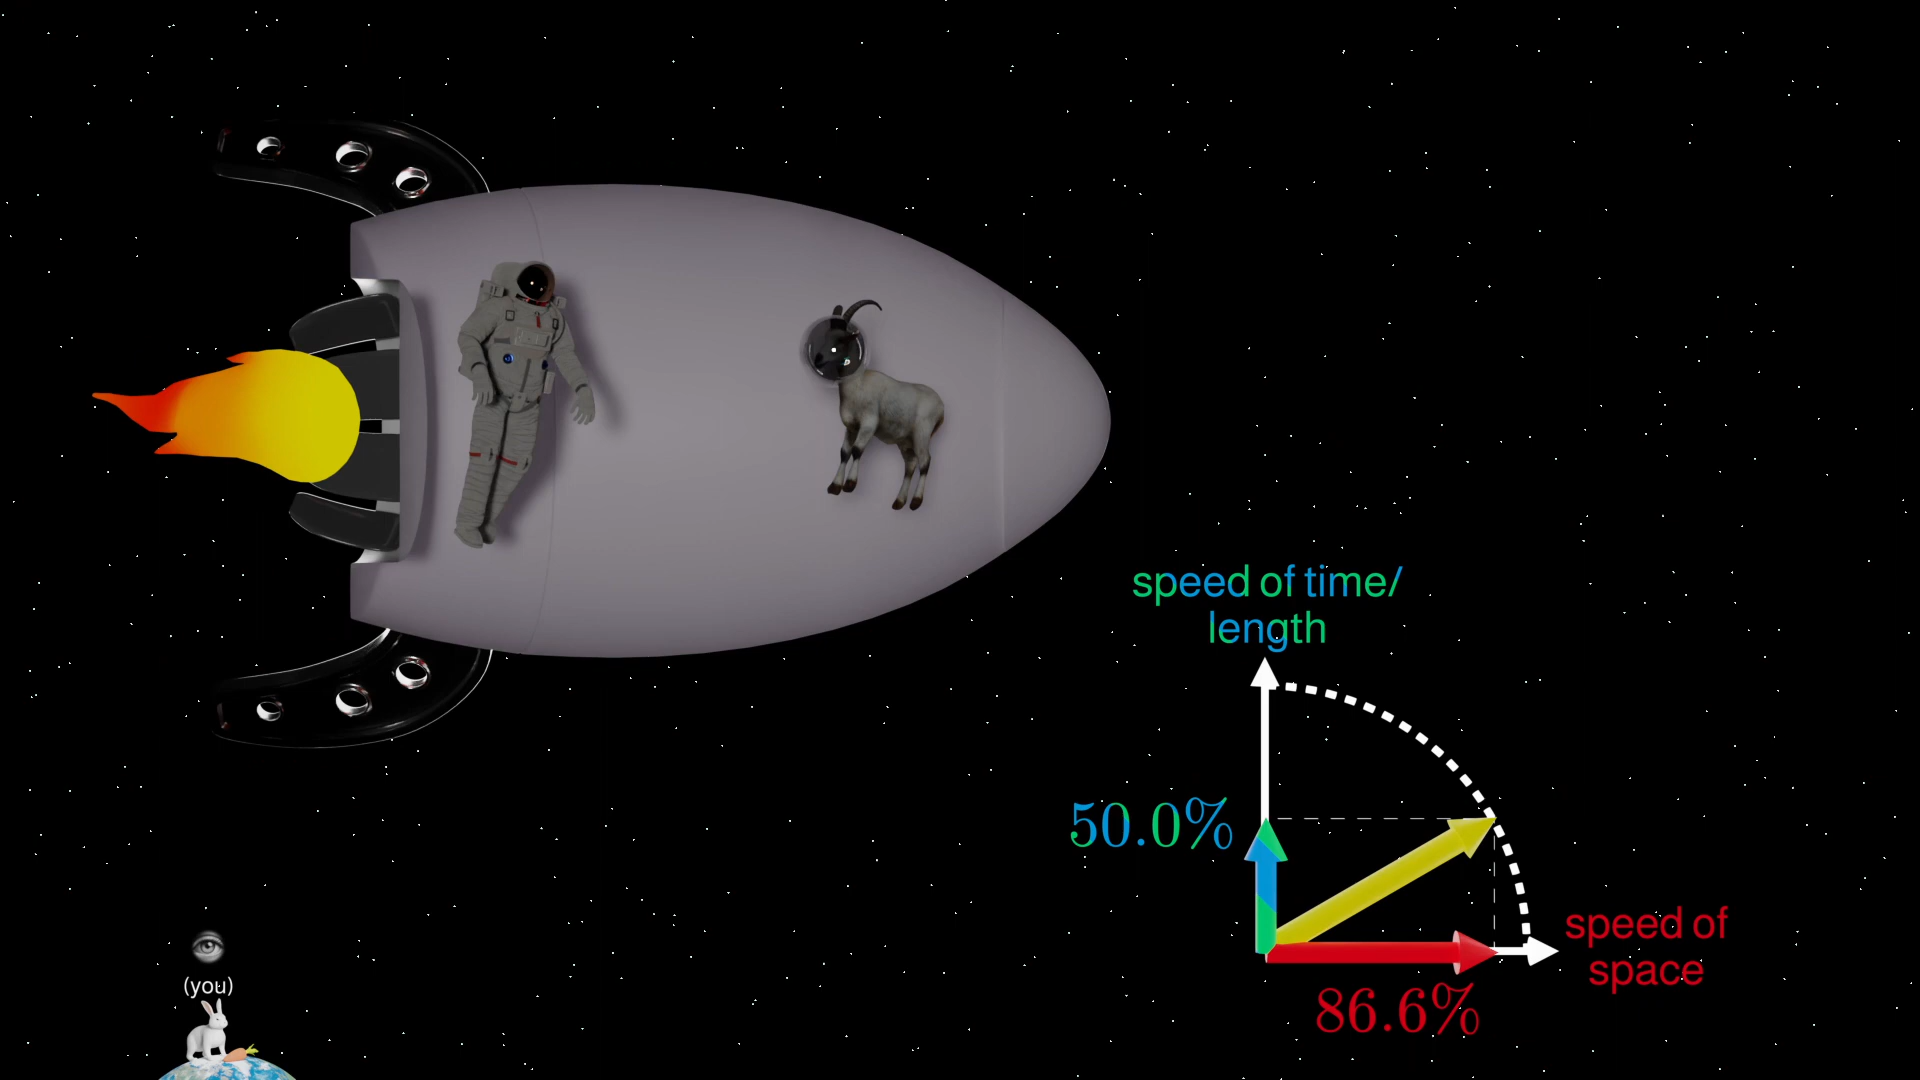 speed of time/
length
50.0%
speed of
space
86.6%
(you)